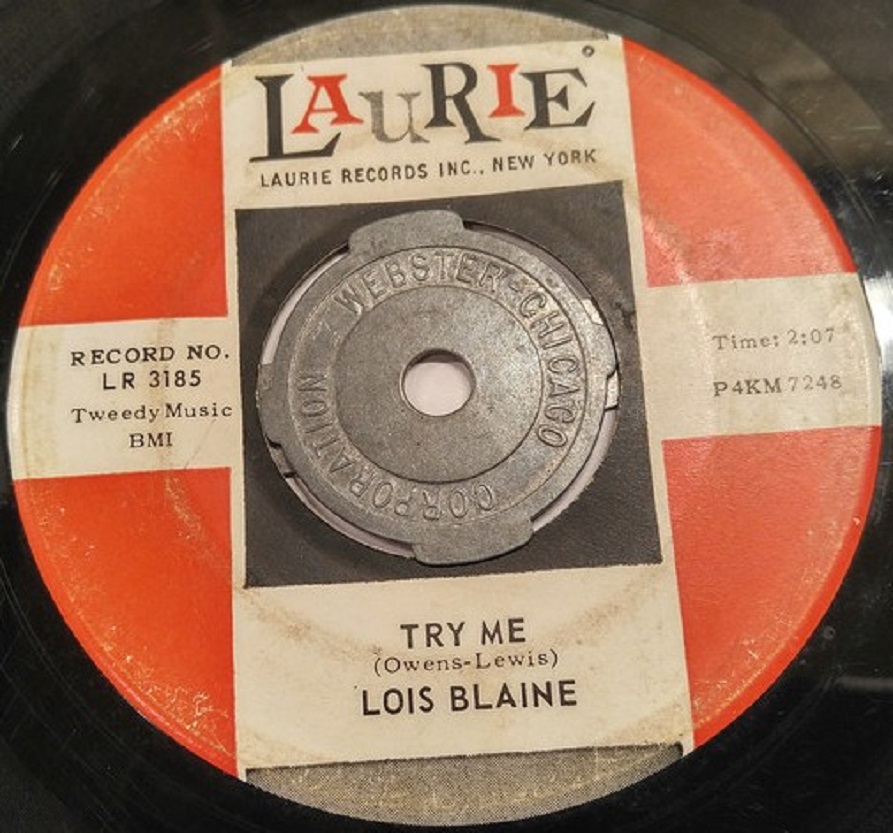 LAURIE
LAURIE RECORDS INC., NEW YORK
WEBSTER-CHICAGO CORPORATION
RECORD NO.
LR 3185
Tweedy Music
BMI
Time: 2:07
P4KM 7248
TRY ME
(Owens-Lewis)
LOIS BLAINE